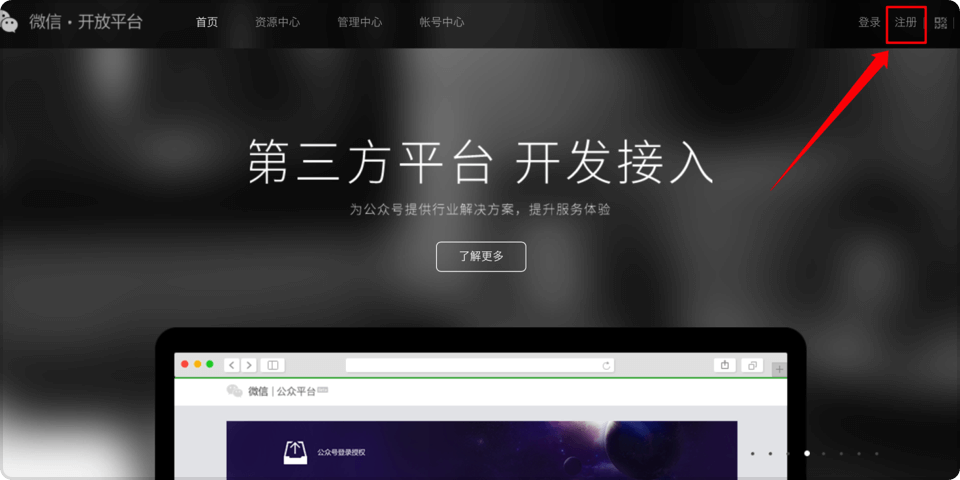 微信·开放平台 首页 资源中心 管理中心 帐号中心 登录 注册
第三方平台 开发接入
为公众号提供行业解决方案，提升服务体验
了解更多
微信|公众平台
公众号登录授权